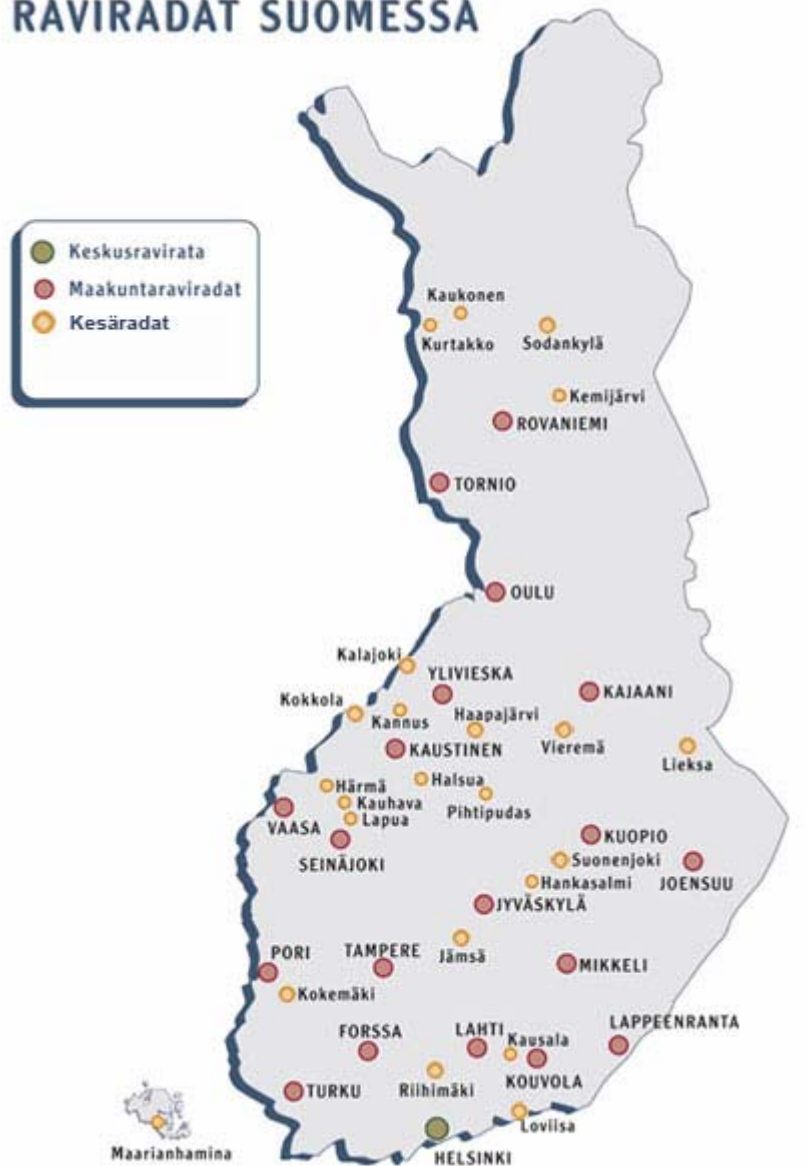 RAVIRADAT SUOMESSA
Keskusravirata
Maakuntaraviradat
Kesäradat
Kaukonen
Kurtakko
Sodankylä
Kemijärvi
ROVANIEMI
TORNIO
OULU
Kalajoki
YLIVIESKA
KAJAANI
Kokkola
Kannus
Haapajärvi
KAUSTINEN
Vieremä
Lieksa
Härmä
Halsua
Kauhava
Pihtipudas
Lapua
VAASA
KUOPIO
SEINÄJOKI
Suonenjoki
Hankasalmi
JOENSUU
JYVÄSKYLÄ
PORI
TAMPERE
Jämsä
MIKKELI
Kokemäki
LAPPEENRANTA
FORSSA
LAHTI
Kausala
KOUVOLA
TURKU
Riihimäki
Loviisa
Maarianhamina
HELSINKI